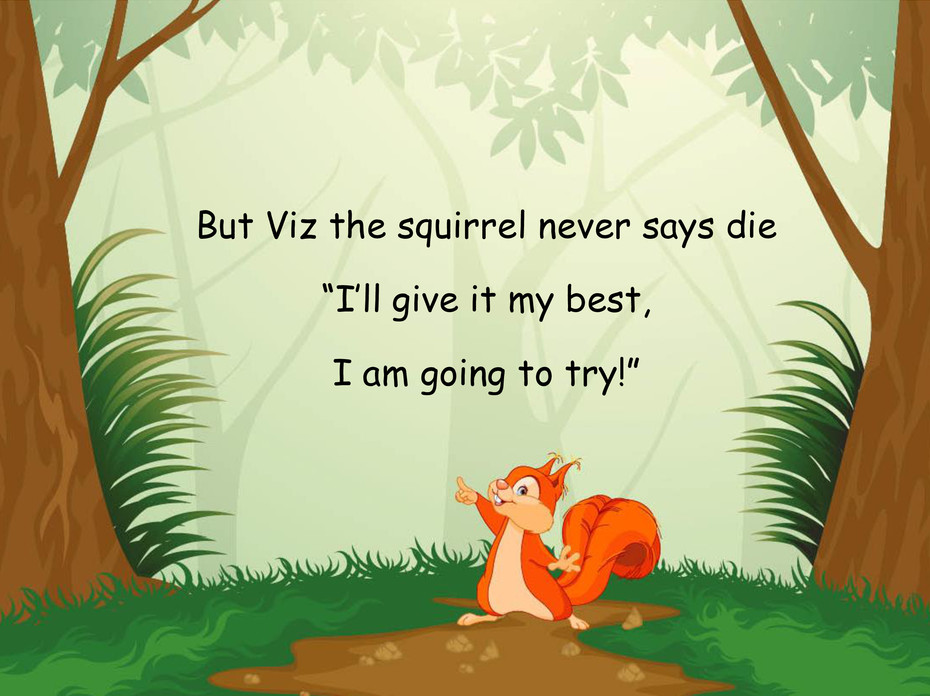 But Viz the squirrel never says die
“I’ll give it my best,
I am going to try!”